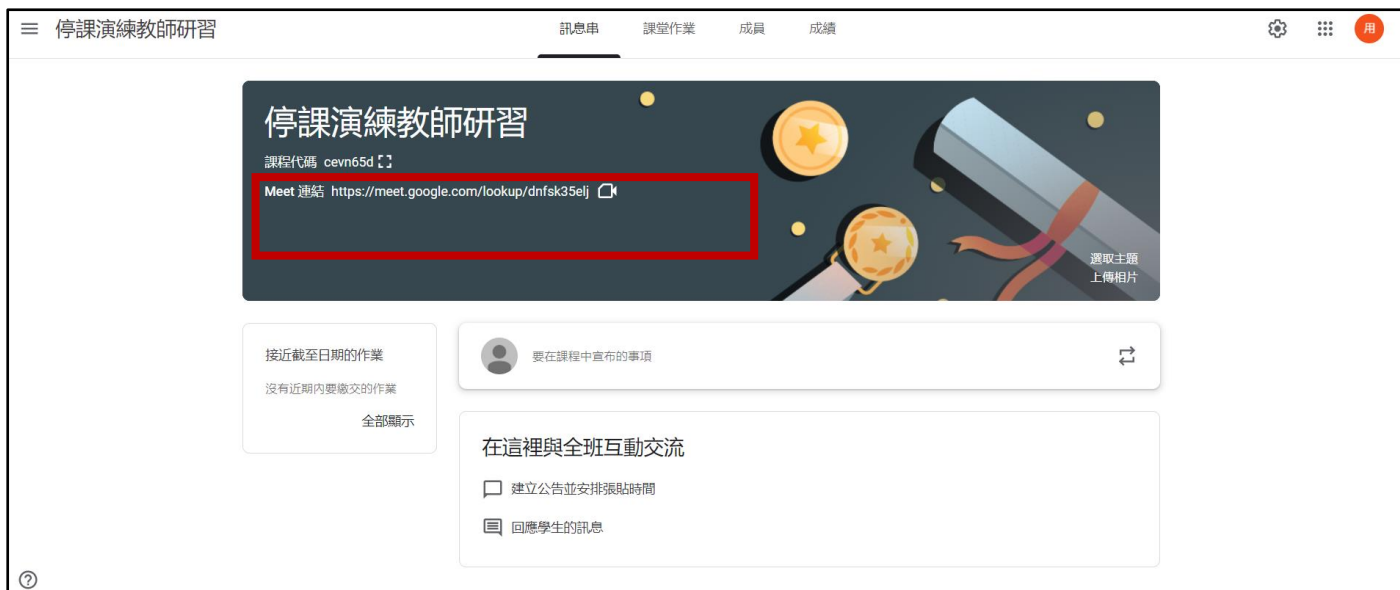 停課演練教師研習
訊息串 課堂作業 成員 成績
用
停課演練教師研習
課程代碼 cevn65d
Meet 連結 https://meet.google.com/lookup/dnfsk35elj
選取主題
上傳相片
接近截至日期的作業
沒有近期內要繳交的作業
全部顯示
要在課程中宣布的事項
在這裡與全班互動交流
建立公告並安排張貼時間
回應學生的訊息